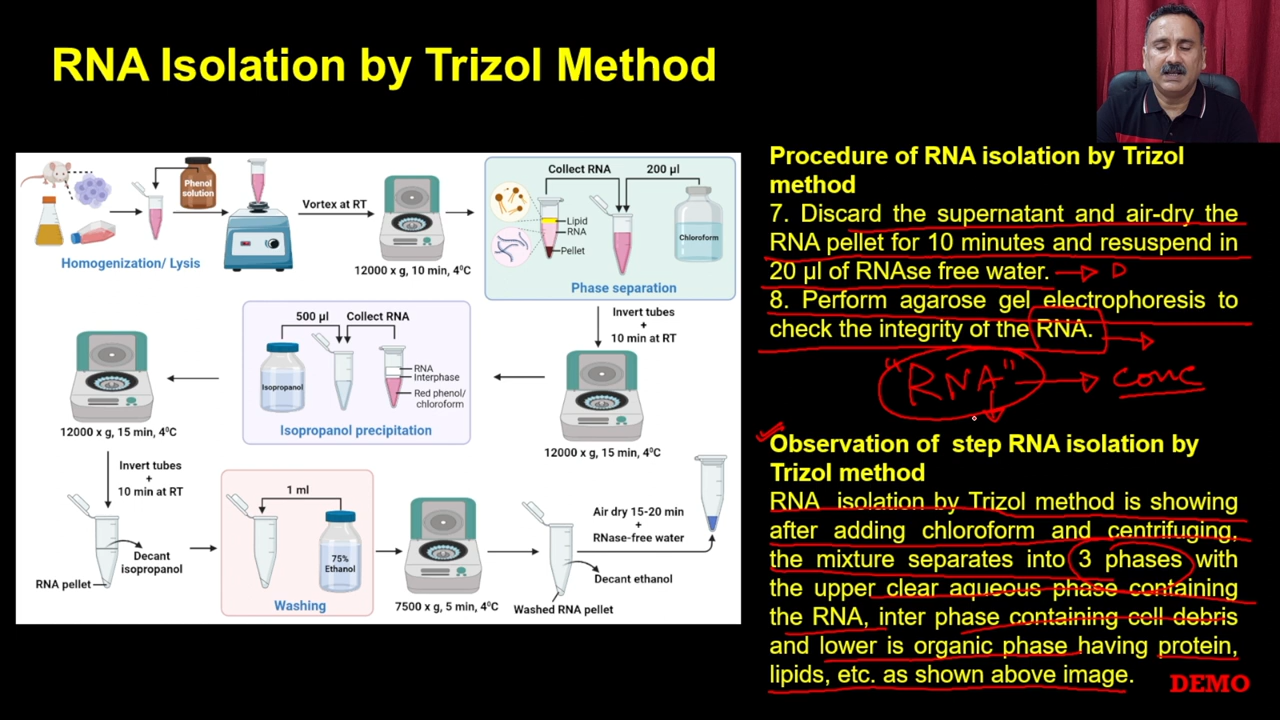 RNA Isolation by Trizol Method
Phenol
solution
Vortex at RT
12000 x g, 10 min, 4⁰C
Homogenization/ Lysis
Collect RNA
200 µl
Lipid
RNA
Pellet
Chloroform
Phase separation
Invert tubes
+
10 min at RT
500 µl
Collect RNA
Isopropanol
RNA
Interphase
Red phenol/
chloroform
Isopropanol precipitation
12000 x g, 15 min, 4⁰C
12000 x g, 15 min, 4⁰C
Invert tubes
+
10 min at RT
Decant
isopropanol
RNA pellet
1 ml
75%
Ethanol
Washing
7500 x g, 5 min, 4⁰C
Air dry 15-20 min
+
RNase-free water
Decant ethanol
Washed RNA pellet
Procedure of RNA isolation by Trizol
method
7. Discard the supernatant and air-dry the
RNA pellet for 10 minutes and resuspend in
20 µl of RNAse free water.
D
8. Perform agarose gel electrophoresis to
check the integrity of the RNA.
"RNA"
conc
Observation of step RNA isolation by
Trizol method
RNA isolation by Trizol method is showing
after adding chloroform and centrifuging,
the mixture separates into 3 phases with
the upper clear aqueous phase containing
the RNA, inter phase containing cell debris
and lower is organic phase having protein,
lipids, etc. as shown above image.
DEMO